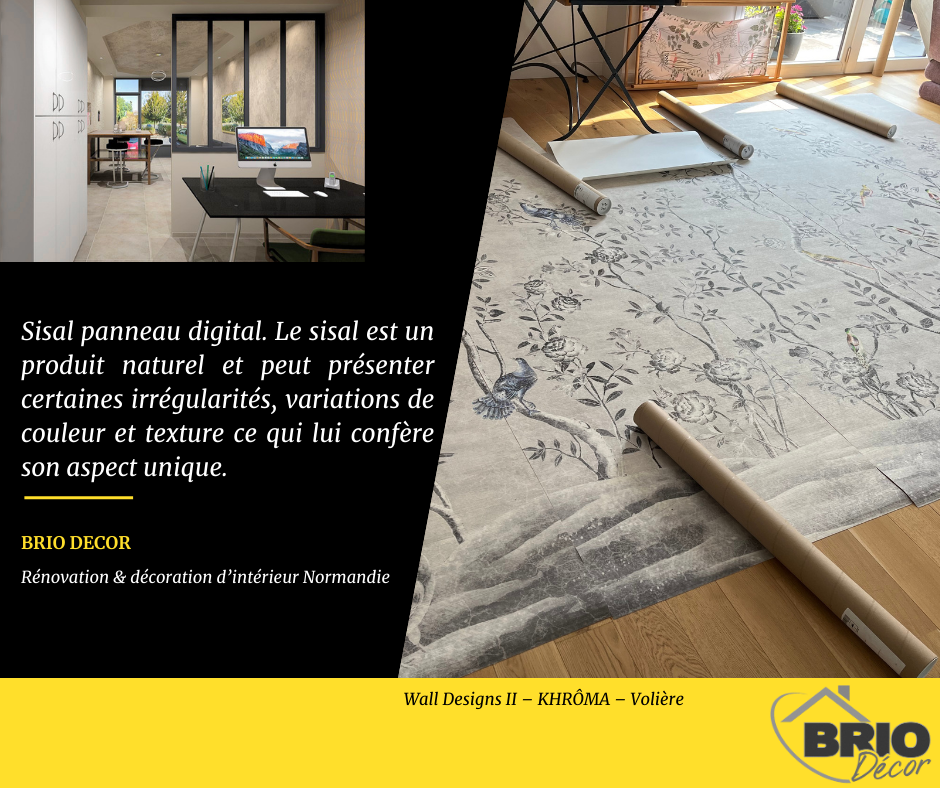 Sisal panneau digital. Le sisal est un
produit naturel et peut présenter
certaines irrégularités, variations de
couleur et texture ce qui lui confère
son aspect unique.
BRIO DECOR
Rénovation & décoration d’intérieur Normandie
Wall Designs II – KHRÔMA – Volière
BRIO
Décor